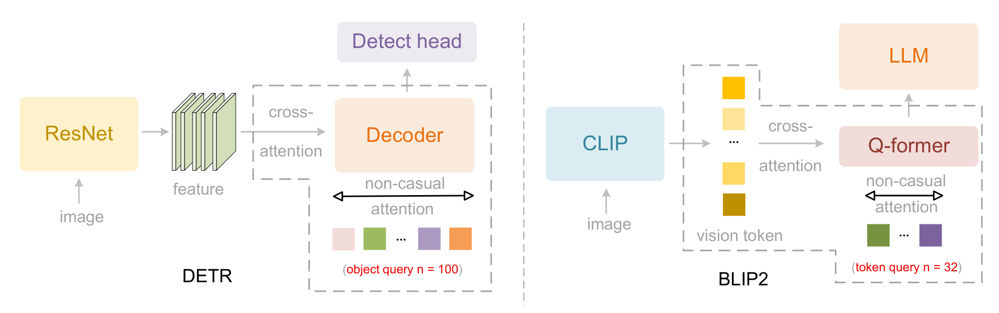 Detect head
ResNet
cross-
attention
Decoder
feature
image
non-casual
attention
...
(object query n = 100)
DETR
LLM
CLIP
...
cross-
attention
Q-former
image
vision token
non-casual
attention
...
(token query n = 32)
BLIP2